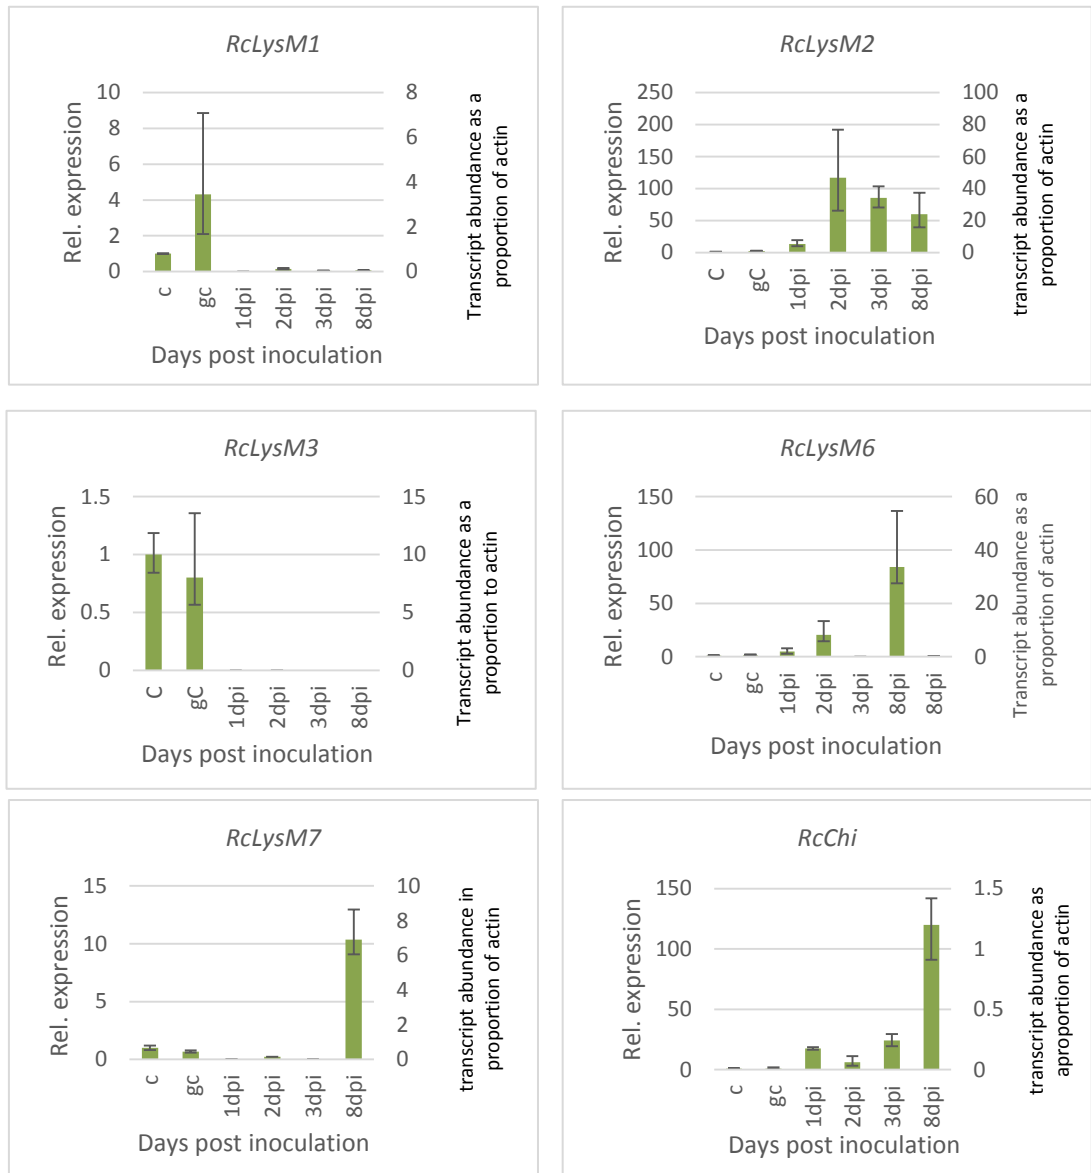 RcLysM1
Rel. expression
10
8
6
4
2
0
8
6
4
2
0
Transcript abundance as a
proportion of actin
c
gc
1dpi
2dpi
3dpi
8dpi
Days post inoculation
RcLysM2
Rel. expression
250
200
150
100
50
0
100
80
60
40
20
0
transcript abundance as a
proportion of actin
C
gC
1dpi
2dpi
3dpi
8dpi
Days post inoculation
RcLysM3
Rel. expression
1.5
1
0.5
0
15
10
5
0
Transcript abundance as a
proportion to actin
C
gC
1dpi
2dpi
3dpi
8dpi
Days post inoculation
RcLysM6
Rel. expression
150
100
50
0
60
40
20
0
Transcript abundance as a
proportion of actin
c
gc
1dpi
2dpi
3dpi
8dpi
8dpi
Days post inoculation
RcLysM7
Rel. expression
15
10
5
0
10
8
6
4
2
0
transcript abundance in
proportion of actin
c
gc
1dpi
2dpi
3dpi
8dpi
Days post inoculation
RcChi
Rel. expression
150
100
50
0
1.5
1
0.5
0
transcript abundance as
aproportion of actin
c
gc
1dpi
2dpi
3dpi
8dpi
Days post inoculation